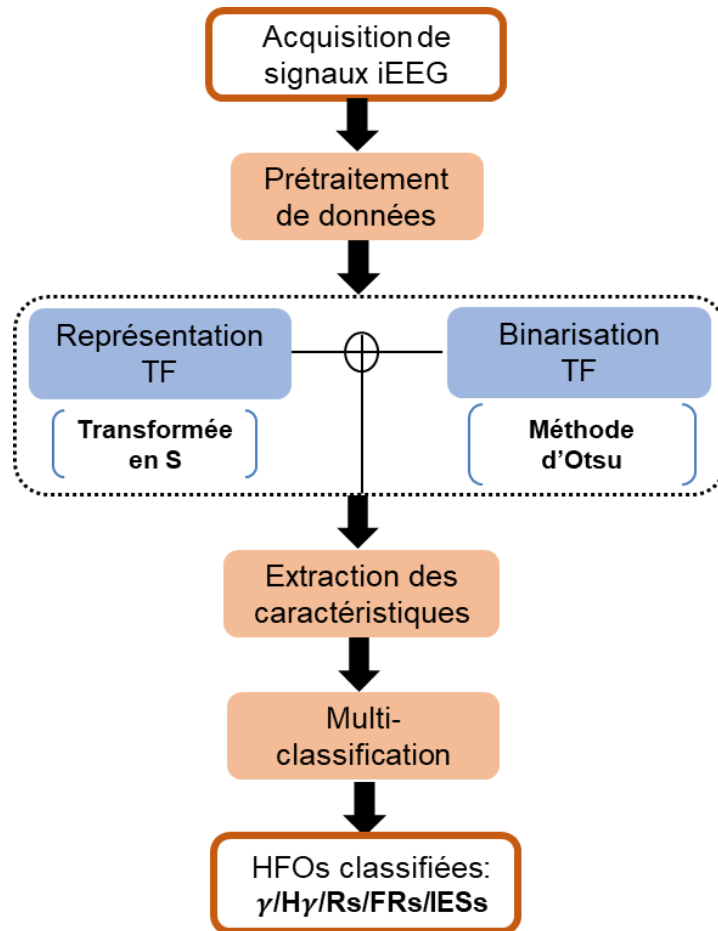 Acquisition de
signaux iEEG
Prétraitement
de données
Représentation
TF
Transformée
en S
Binarisation
TF
Méthode
d'Otsu
Extraction des
caractéristiques
Multi-
classification
HFOs classifiées:
γ/Hγ/Rs/FRs/IESs